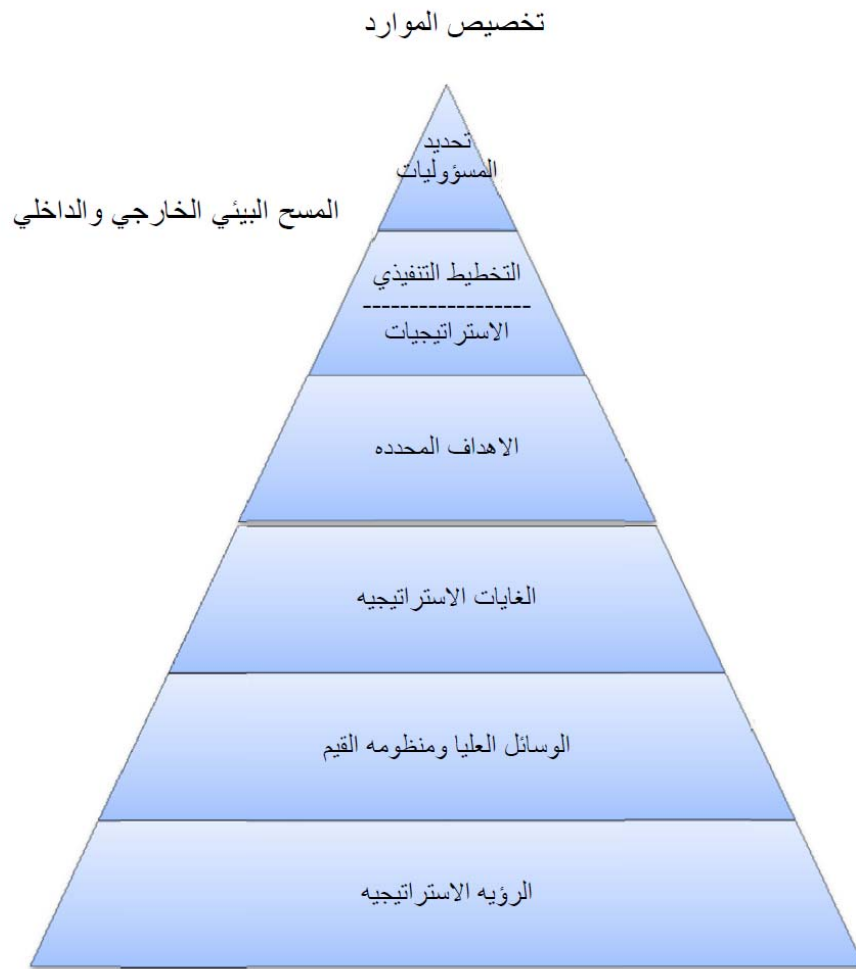 تخصيص الموارد
تحديد
المسؤوليات
المسح البيئي الخارجي والداخلي
التخطيط التنفيذي
------------------
الاستراتيجيات
الاهداف المحدده
الغايات الاستراتيجيه
الوسائل العليا ومنظومه القيم
الرؤيه الاستراتيجيه